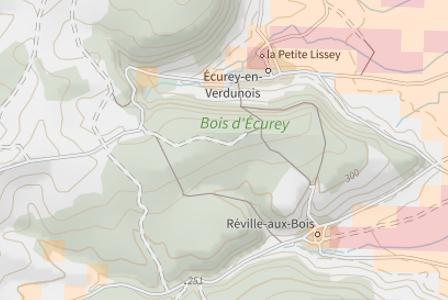 la Petite Lissey
Écurey-en-
Verdunois
Bois d'Écurey
300
Réville-aux-Bois
251